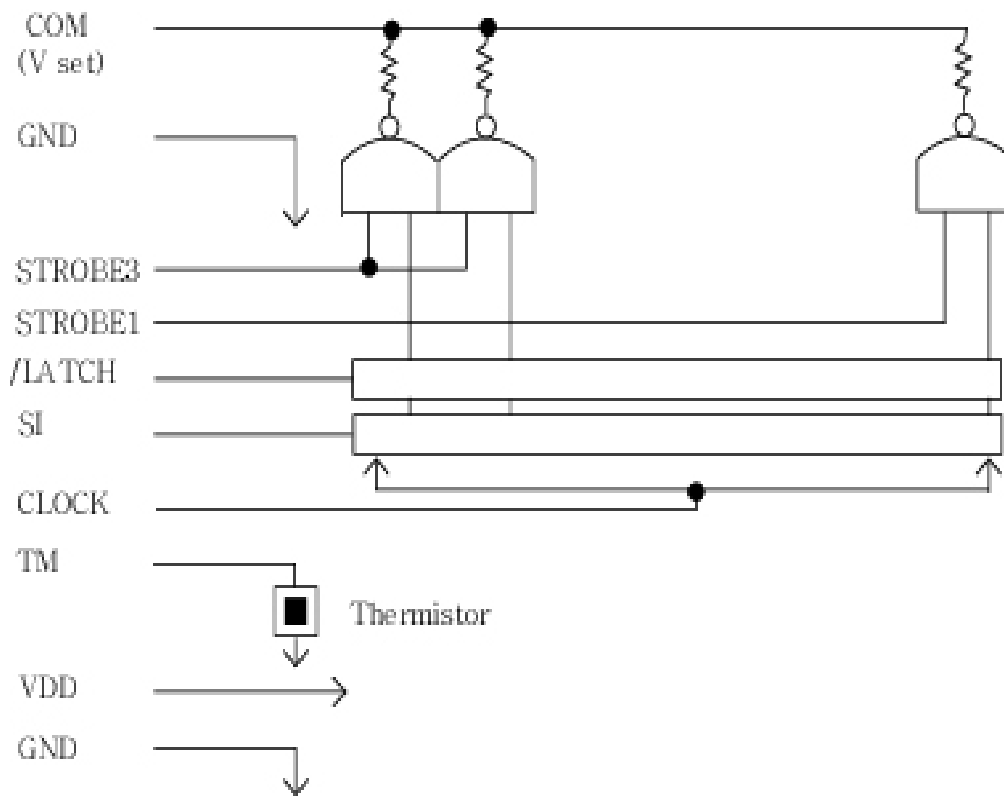 COM
(V set)
GND
STROBE3
STROBE1
/LATCH
SI
CLOCK
TM
Thermistor
VDD
GND